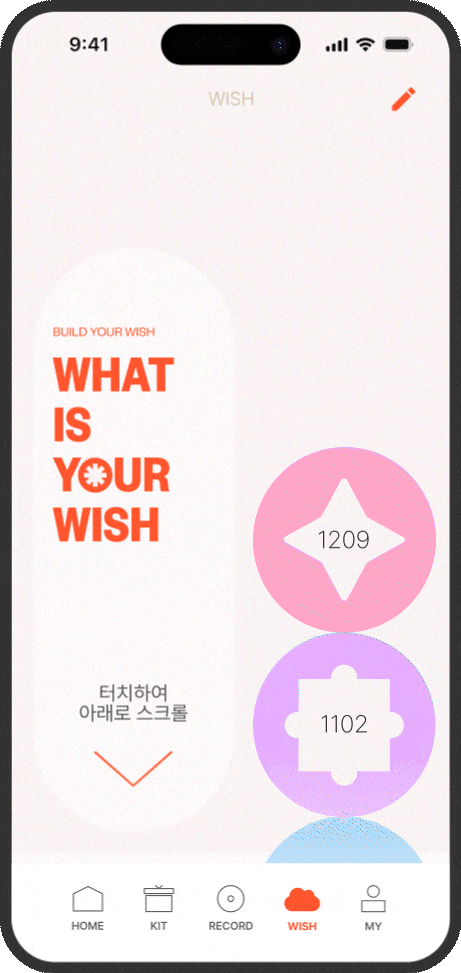 9:41
WISH
BUILD YOUR WISH
WHAT
IS
YOUR
WISH
1209
1102
터치하여
아래로 스크롤
HOME
KIT
RECORD
WISH
MY